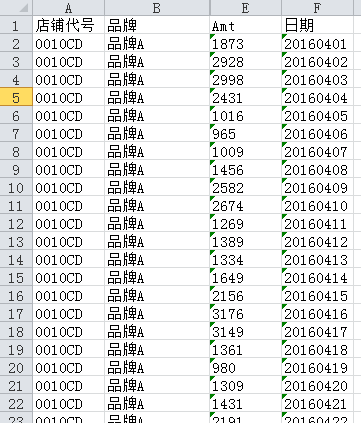 A B E F
1 店铺代号 品牌 Amt 日期
2 0010CD 品牌A 1873 20160401
3 0010CD 品牌A 2928 20160402
4 0010CD 品牌A 2998 20160403
5 0010CD 品牌A 2431 20160404
6 0010CD 品牌A 1016 20160405
7 0010CD 品牌A 965 20160406
8 0010CD 品牌A 1009 20160407
9 0010CD 品牌A 1456 20160408
10 0010CD 品牌A 2582 20160409
11 0010CD 品牌A 2674 20160410
12 0010CD 品牌A 1269 20160411
13 0010CD 品牌A 1389 20160412
14 0010CD 品牌A 1334 20160413
15 0010CD 品牌A 1649 20160414
16 0010CD 品牌A 2156 20160415
17 0010CD 品牌A 3176 20160416
18 0010CD 品牌A 3149 20160417
19 0010CD 品牌A 1361 20160418
20 0010CD 品牌A 980 20160419
21 0010CD 品牌A 1309 20160420
22 0010CD 品牌A 1431 20160421
23 0010CD 品牌A 2191 20160422